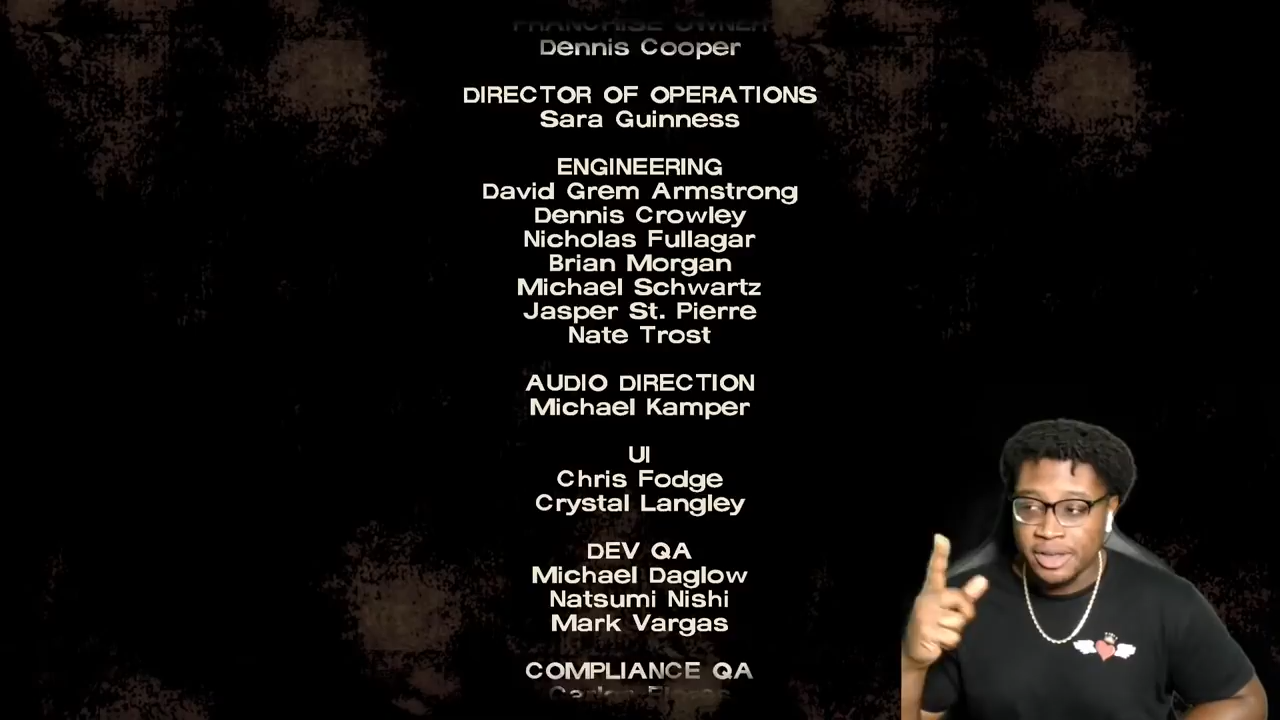 FRANCHISE OWNER
Dennis Cooper
DIRECTOR OF OPERATIONS
Sara Guinness
ENGINEERING
David Grem Armstrong
Dennis Crowley
Nicholas Fullagar
Brian Morgan
Michael Schwartz
Jasper St. Pierre
Nate Trost
AUDIO DIRECTION
Michael Kamper
UI
Chris Fodge
Crystal Langley
DEV QA
Michael Daglow
Natsumi Nishi
Mark Vargas
COMPLIANCE QA